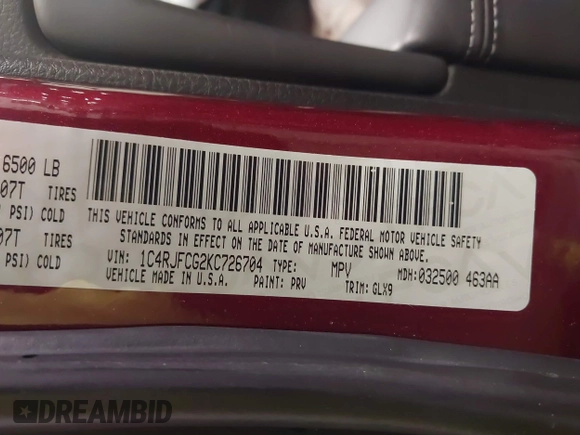 6500 LB
07T TIRES
PSI) COLD
07T TIRES
PSI) COLD
THIS VEHICLE CONFORMS TO ALL APPLICABLE U.S.A. FEDERAL MOTOR VEHICLE SAFETY
STANDARDS IN EFFECT ON THE DATE OF MANUFACTURE SHOWN ABOVE.
VIN: 1C4RJFCG2KC726704 TYPE: MPV MDH:032500 463AA
VEHICLE MADE IN U.S.A. PAINT: PRV TRIM: GLX9
DREAMBID